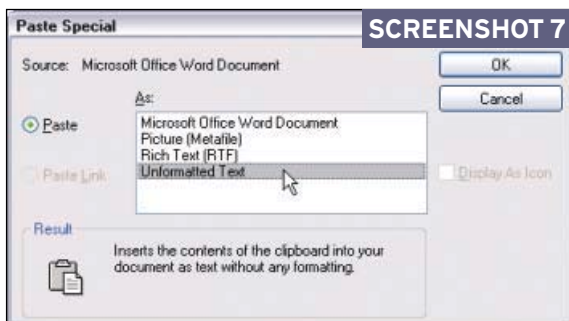 Paste Special
SCREENSHOT 7
Source: Microsoft Office Word Document
OK
As:
Cancel
Paste
Microsoft Office Word Document
Picture (Metafile)
Rich Text (RTF)
Unformatted Text
Paste Link
Display As Icon
Result
Inserts the contents of the clipboard into your
document as text without any formatting.